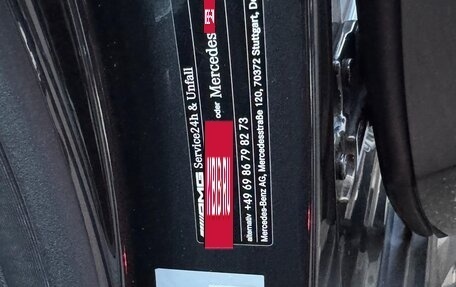 AMG Service24h & Unfall
oder Mercedes
alternativ +49 69 86 79 82 73
Mercedes-Benz AG, Mercedesstraße 120, 70372 Stuttgart,